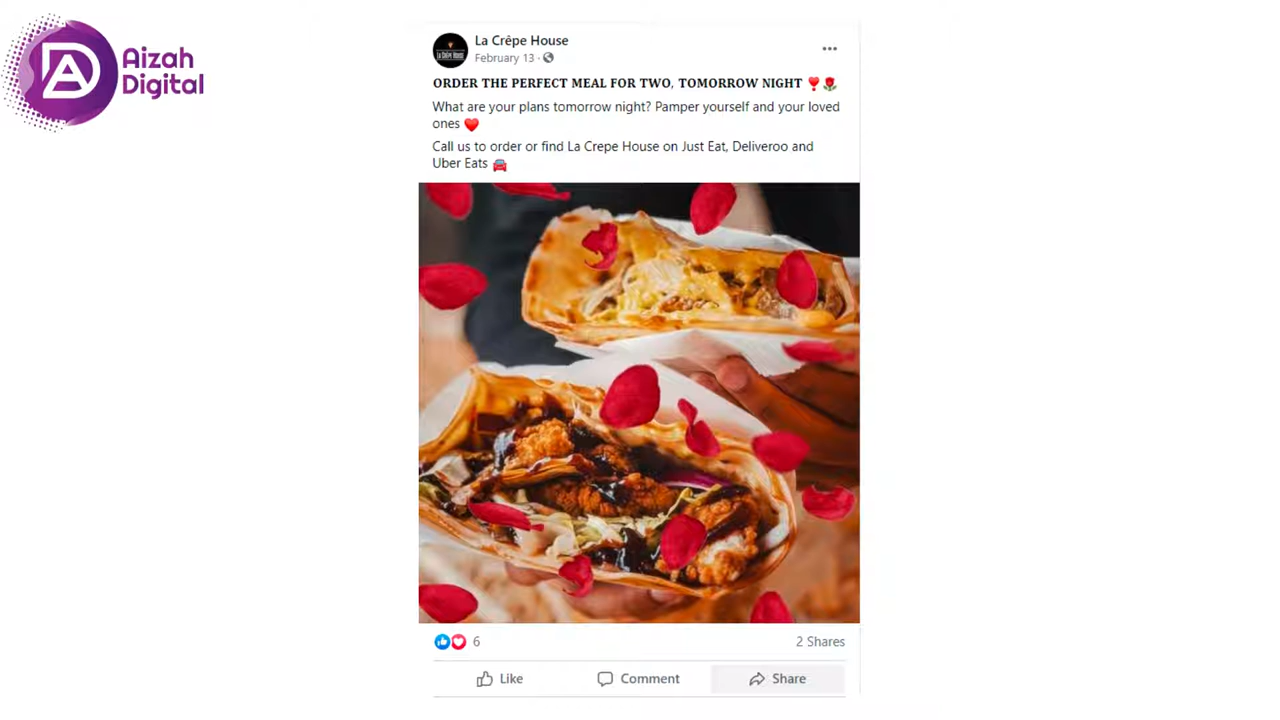 Aizah
Digital
La Crêpe House
February 13 ·
ORDER THE PERFECT MEAL FOR TWO, TOMORROW NIGHT ❣️🌹
What are your plans tomorrow night? Pamper yourself and your loved
ones ❤️
Call us to order or find La Crepe House on Just Eat, Deliveroo and
Uber Eats 🚘
6
2 Shares
Like
Comment
Share